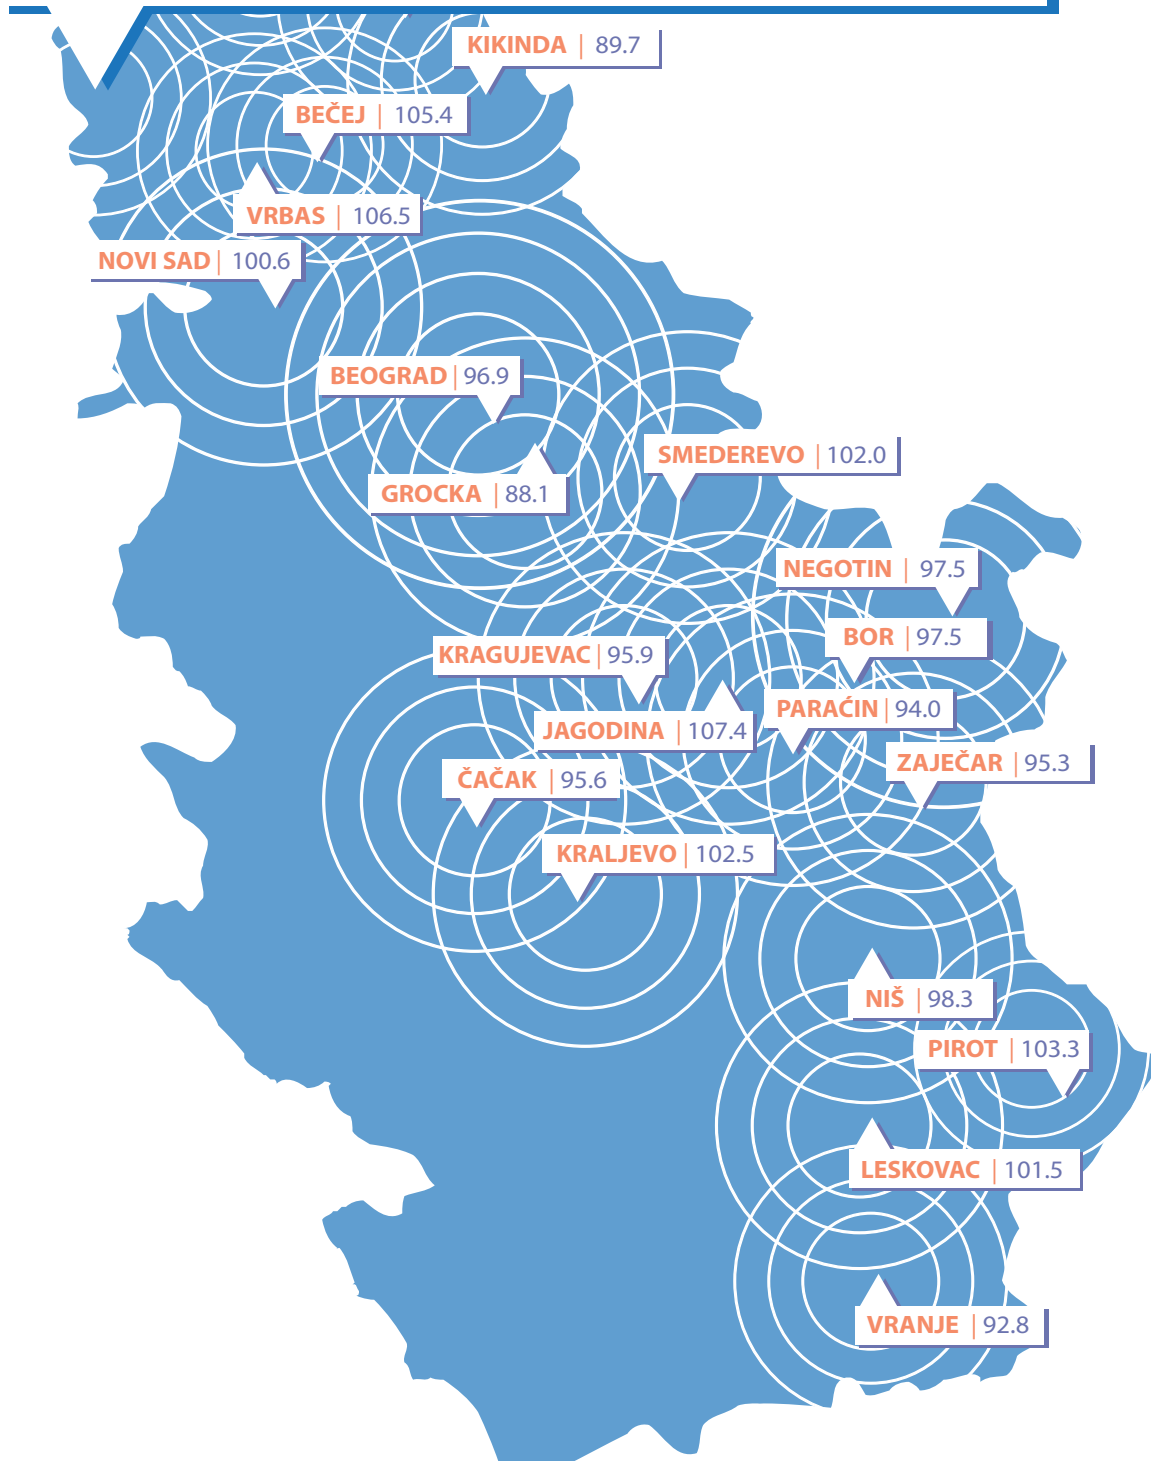 KIKINDA | 89.7
BEČEJ | 105.4
VRBAS | 106.5
NOVI SAD | 100.6
BEOGRAD | 96.9
SMEDEREVO | 102.0
GROCKA | 88.1
NEGOTIN | 97.5
BOR | 97.5
KRAGUJEVAC | 95.9
PARAĆIN | 94.0
JAGODINA | 107.4
ZAJEČAR | 95.3
ČAČAK | 95.6
KRALJEVO | 102.5
NIŠ | 98.3
PIROT | 103.3
LESKOVAC | 101.5
VRANJE | 92.8